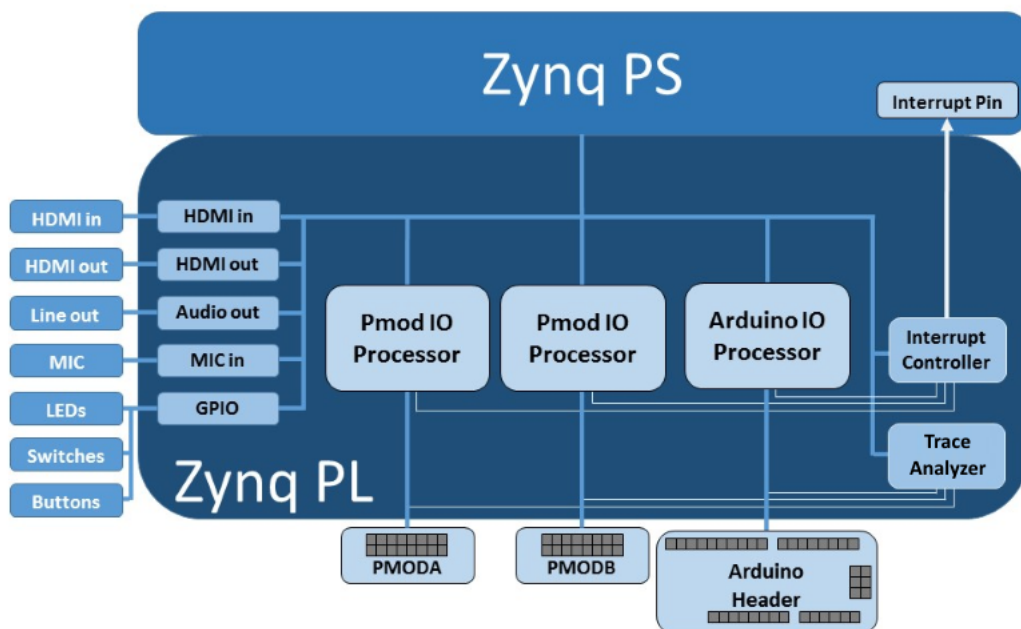 Zynq PS
Interrupt Pin
HDMI in
HDMI in
HDMI out
HDMI out
Line out
Audio out
MIC
MIC in
LEDs
GPIO
Switches
Buttons
Pmod IO
Processor
Pmod IO
Processor
Arduino IO
Processor
Interrupt
Controller
Trace
Analyzer
Zynq PL
PMODA
PMODB
Arduino
Header